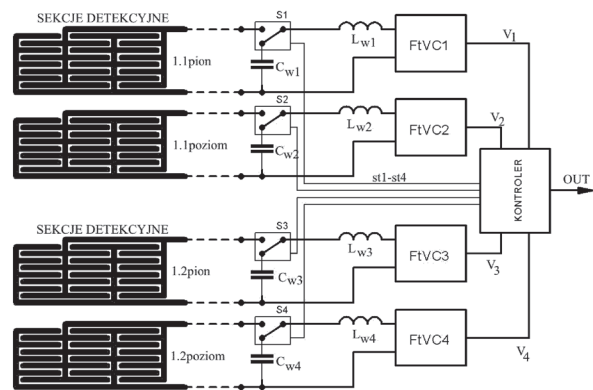 SEKCJE DETEKCYJNE
S1
1.1pion
Cw1
Lw1
FtVC1
V1
S2
1.1poziom
Cw2
Lw2
FtVC2
V2
st1-st4
KONTROLER
OUT
SEKCJE DETEKCYJNE
S3
1.2pion
Cw3
Lw3
FtVC3
V3
S4
1.2poziom
Cw4
Lw4
FtVC4
V4